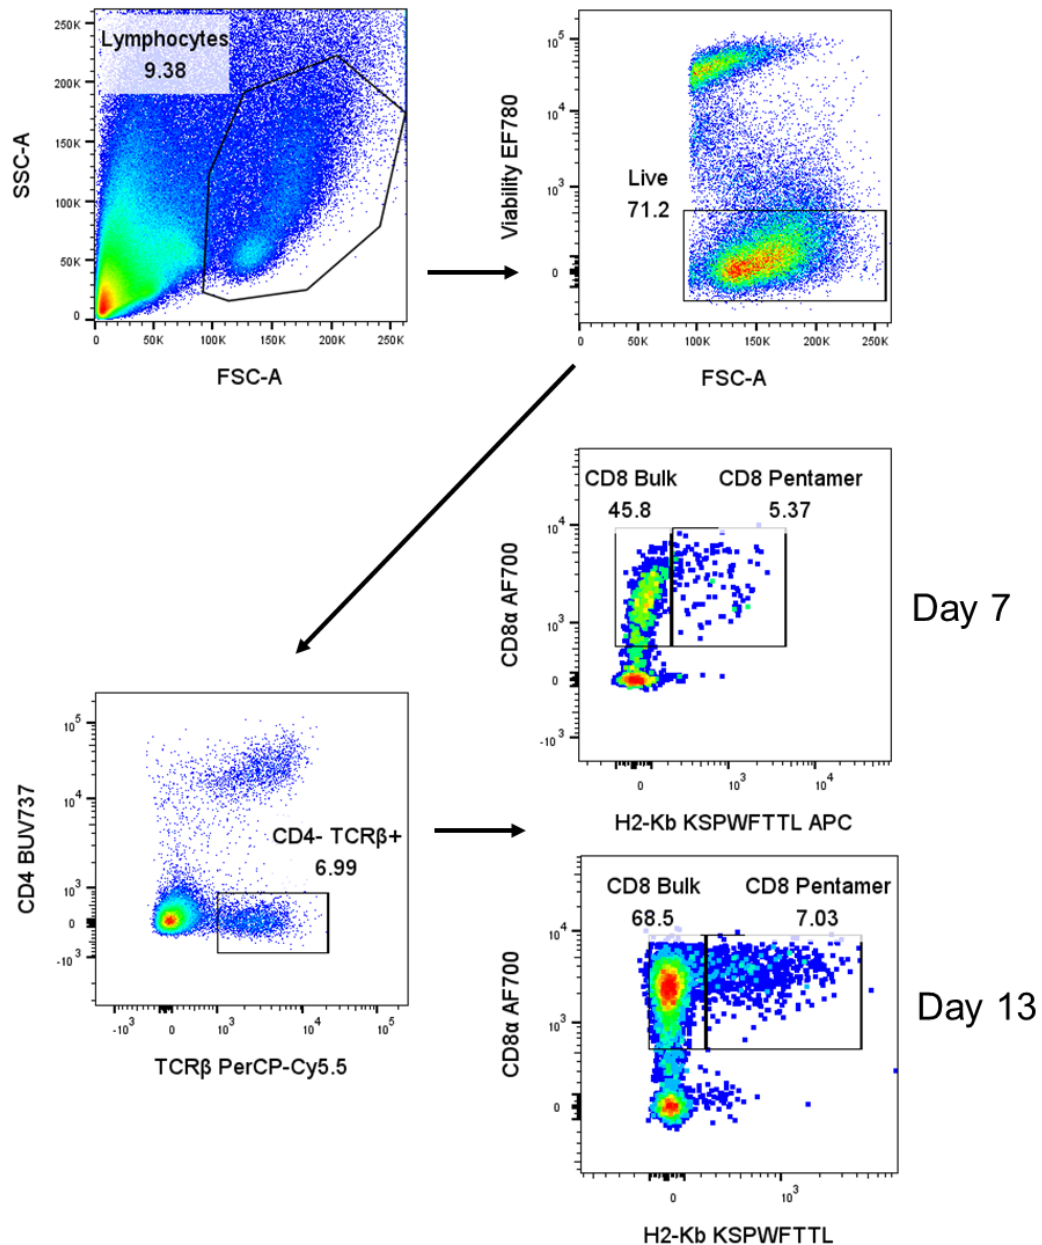 250K
Lymphocytes
9.38
200K
150K
100K
50K
0
SSC-A
0 50K 100K 150K 200K 250K
FSC-A
10^5
10^4
10^3
0
Live
71.2
Viability EF780
0 50K 100K 150K 200K 250K
FSC-A
CD8 Bulk CD8 Pentamer
45.8 5.37
10^4
10^3
0
-10^3
CD8α AF700
0 10^3 10^4
H2-Kb KSPWFTTL APC
Day 7
10^5
10^4
10^3
0
-10^3
CD4- TCRβ+
6.99
CD4 BUV737
-10^3 0 10^3 10^4 10^5
TCRβ PerCP-Cy5.5
CD8 Bulk CD8 Pentamer
68.5 7.03
10^4
10^3
0
CD8α AF700
0 10^3
H2-Kb KSPWFTTL
Day 13